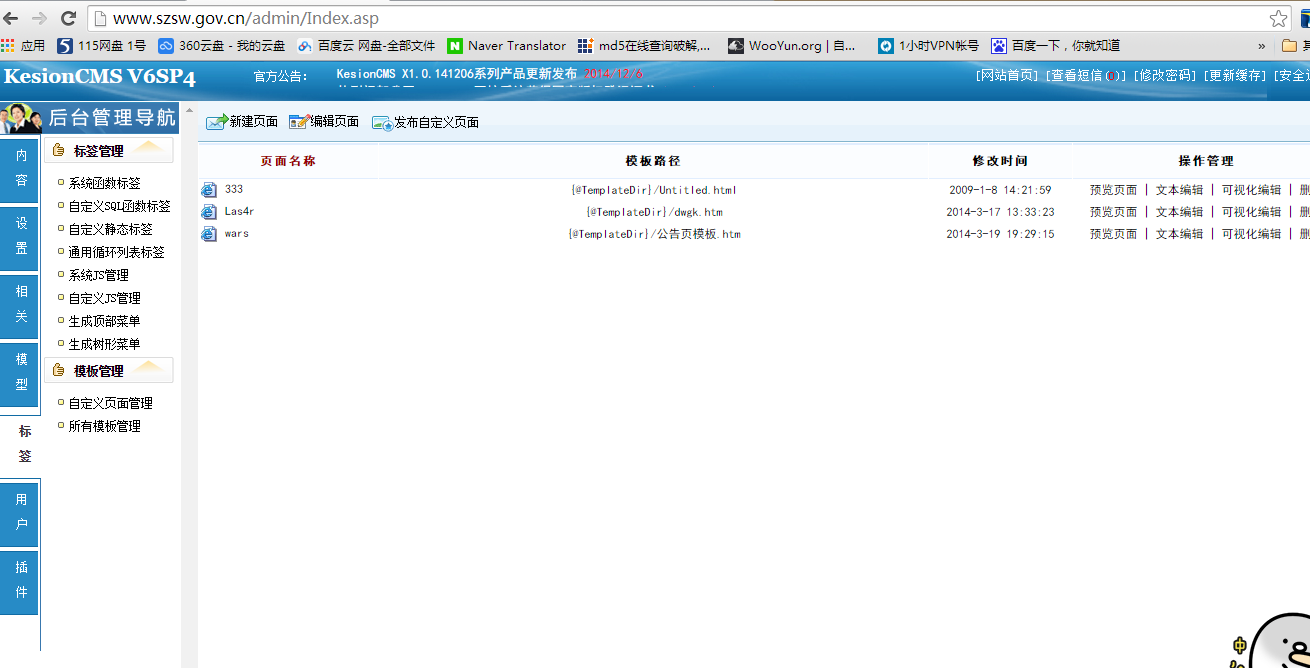 www.szsw.gov.cn/admin/Index.asp
应用 115网盘 1号 360云盘 - 我的云盘 百度云 网盘-全部文件 Naver Translator md5在线查询破解,... WooYun.org | 自... 1小时VPN帐号 百度一下，你就知道 »
KesionCMS V6SP4 官方公告： KesionCMS X1.0.141206系列产品更新发布 2014/12/6 [网站首页] [查看短信( )] [修改密码] [更新缓存] [安全
后台管理导航
新建页面 编辑页面 发布自定义页面
内容
设置
相关
模型
标签
用户
插件
标签管理
系统函数标签
自定义SQL函数标签
自定义静态标签
通用循环列表标签
系统JS管理
自定义JS管理
生成顶部菜单
生成树形菜单
模板管理
自定义页面管理
所有模板管理
页面名称 模板路径 修改时间 操作管理
333 {@TemplateDir}/Untitled.html 2009-1-8 14:21:59 预览页面 | 文本编辑 | 可视化编辑 | 删
Las4r {@TemplateDir}/dwgk.htm 2014-3-17 13:33:23 预览页面 | 文本编辑 | 可视化编辑 | 删
wars {@TemplateDir}/公告页模板.htm 2014-3-19 19:29:15 预览页面 | 文本编辑 | 可视化编辑 | 删
中